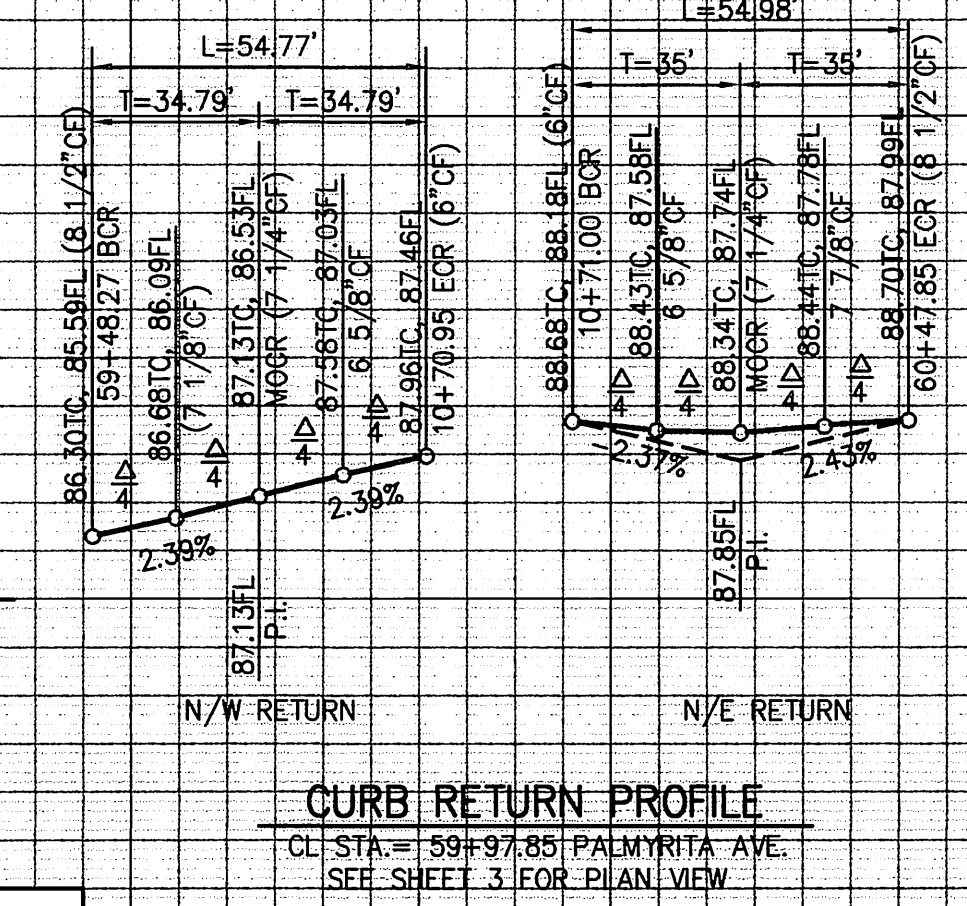 L=54.77'
T=34.79'
T=34.79'
86.30TC, 85.59FL (8 1/2"CF)
59+48.27 BCR
86.68TC, 86.09FL
(7 1/8"CF)
87.13TC, 86.53FL
MOCR (7 1/4"CF)
87.58TC, 87.03FL
6 5/8"CF
87.96TC, 87.46FL
10+70.95 ECR (6"CF)
Δ/4
Δ/4
Δ/4
Δ/4
2.39%
2.39%
87.13FL
P.I.
N/W RETURN
L=54.98'
T=35'
T=35'
88.68TC, 88.18FL (6"CF)
10+71.00 BCR
88.43TC, 87.58FL
6 5/8"CF
88.34TC, 87.74FL
MOCR (7 1/4"CF)
88.44TC, 87.78FL
7 7/8"CF
88.70TC, 87.99FL
60+47.85 ECR (8 1/2"CF)
Δ/4
Δ/4
Δ/4
Δ/4
-2.37%
2.43%
87.85FL
P.I.
N/E RETURN
CURB RETURN PROFILE
CL STA.= 59+97.85 PALMYRITA AVE.
SEE SHEET 3 FOR PLAN VIEW